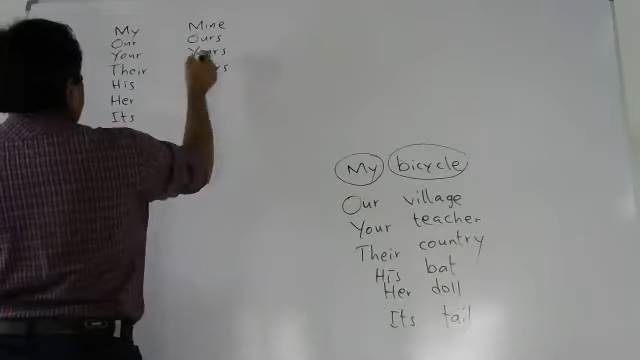 My Mine
Our Ours
Your
Their
His
Her
Its
My bicycle
Our village
Your teacher
Their country
His bat
Her doll
Its tail